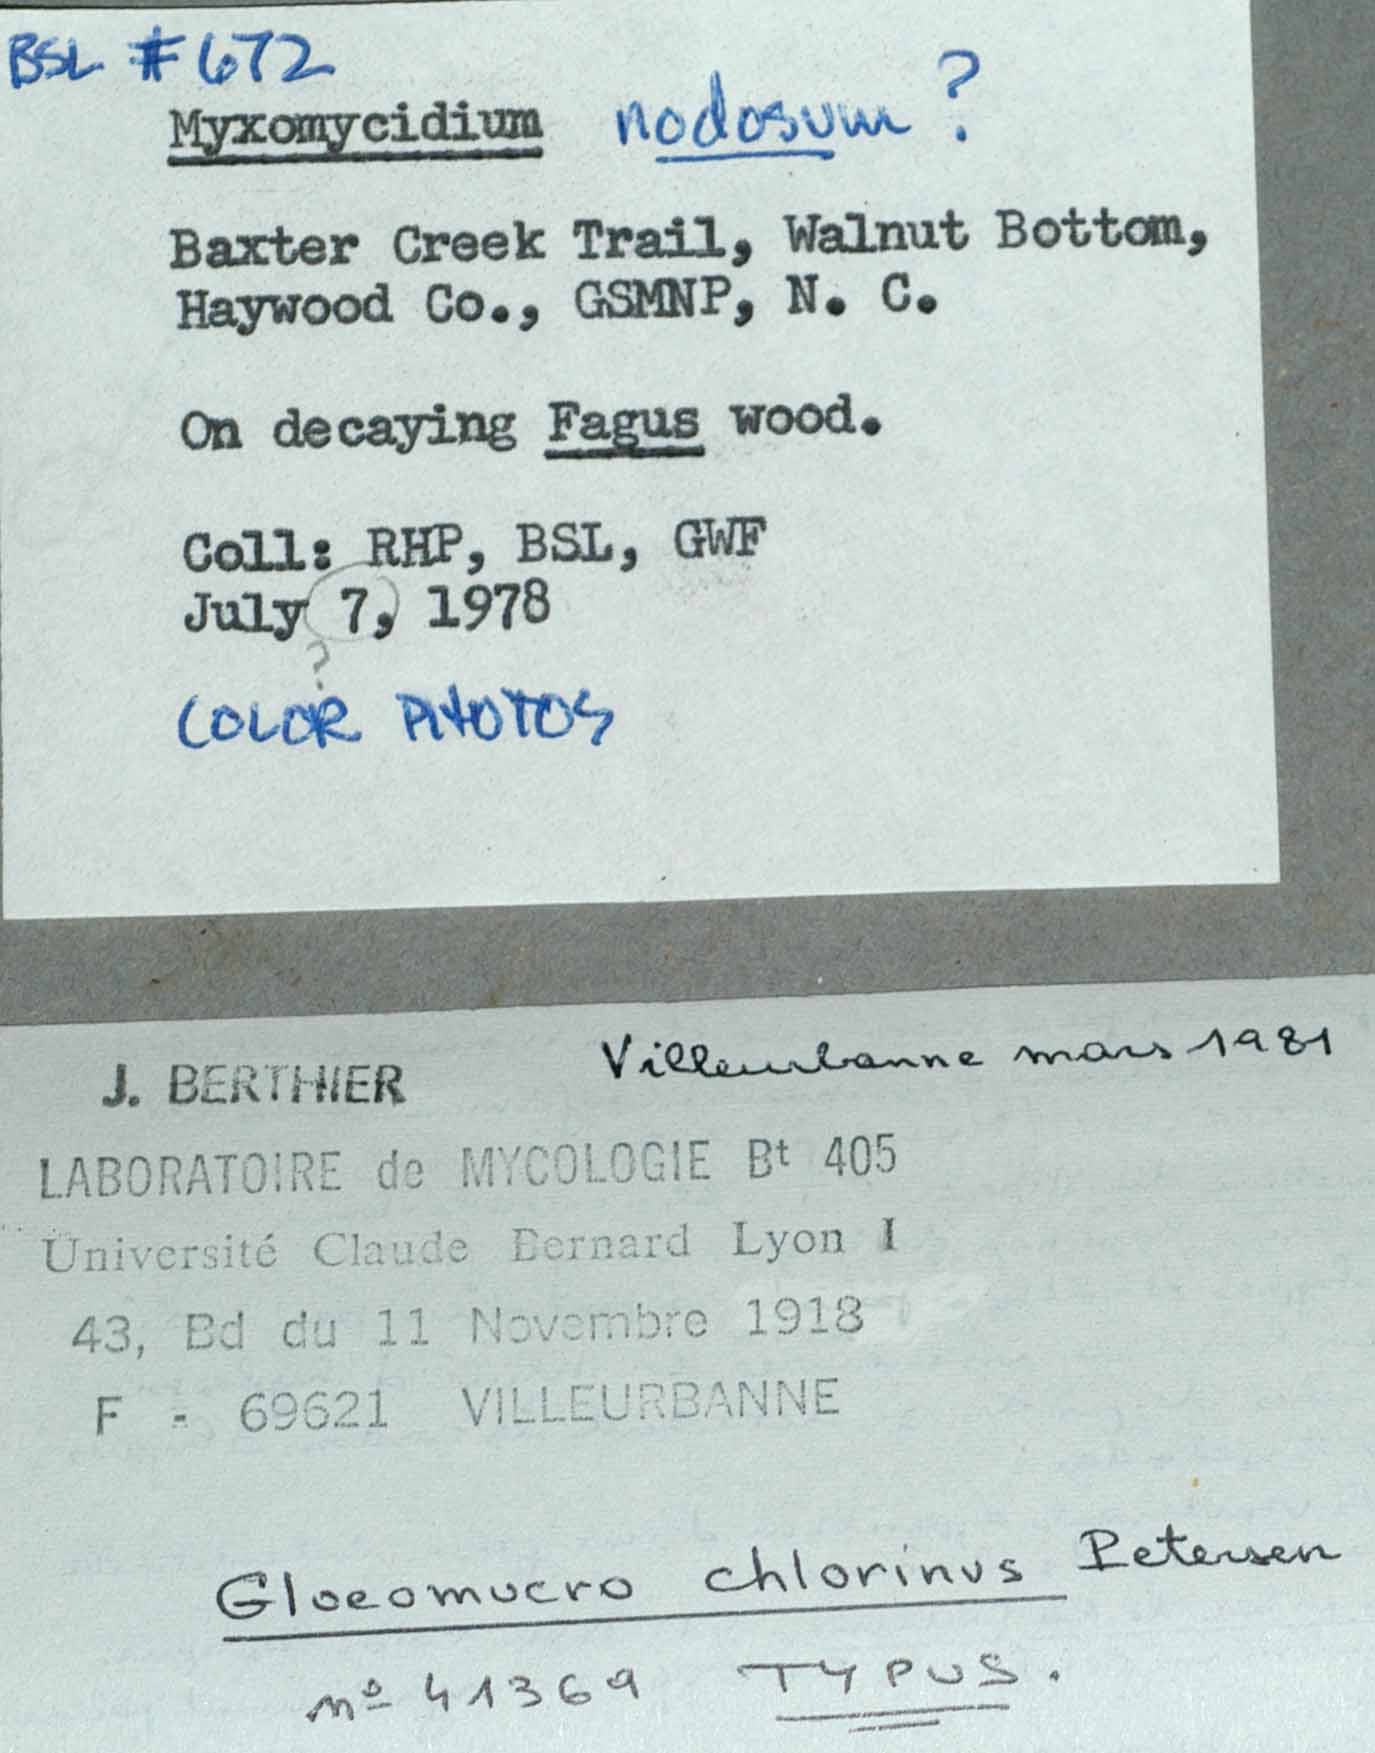 BSL #672
Myxomycidium nodosum?
Baxter Creek Trail, Walnut Bottom,
Haywood Co., GSMNP, N. C.
On decaying Fagus wood.
Coll: RHP, BSL, GWF
July 7, 1978
?
COLOR PHOTOS
J. BERTHIER Villeurbanne mars 1981
LABORATOIRE de MYCOLOGIE Bt 405
Université Claude Bernard Lyon I
43, Bd du 11 Novembre 1918
F - 69621 VILLEURBANNE
Gloeomucro chlorinus Petersen
nº 41369 TYPUS.